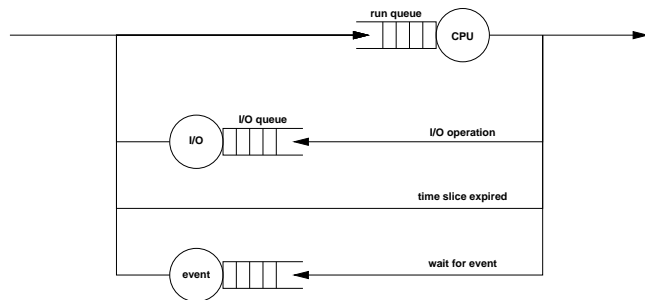 run queue
CPU
I/O queue
I/O
I/O operation
time slice expired
event
wait for event